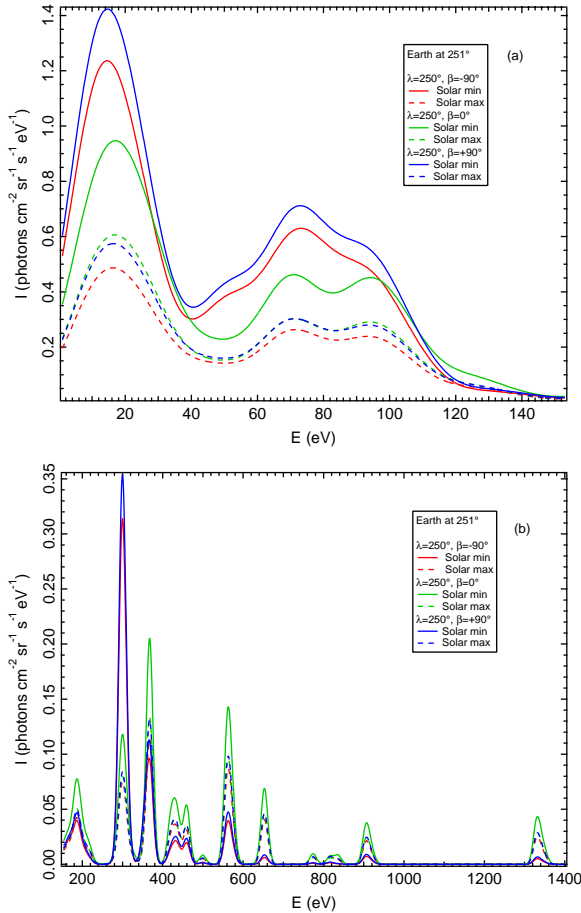 1.4
1.2
1.0
0.8
0.6
0.4
0.2
I (photons cm-2 sr-1 s-1 eV-1)
(a)
Earth at 251°
λ=250°, β=-90°
Solar min
Solar max
λ=250°, β=0°
Solar min
Solar max
λ=250°, β=+90°
Solar min
Solar max
20 40 60 80 100 120 140
E (eV)
0.35
0.30
0.25
0.20
0.15
0.10
0.05
0.00
I (photons cm-2 sr-1 s-1 eV-1)
(b)
Earth at 251°
λ=250°, β=-90°
Solar min
Solar max
λ=250°, β=0°
Solar min
Solar max
λ=250°, β=+90°
Solar min
Solar max
200 400 600 800 1000 1200 1400
E (eV)